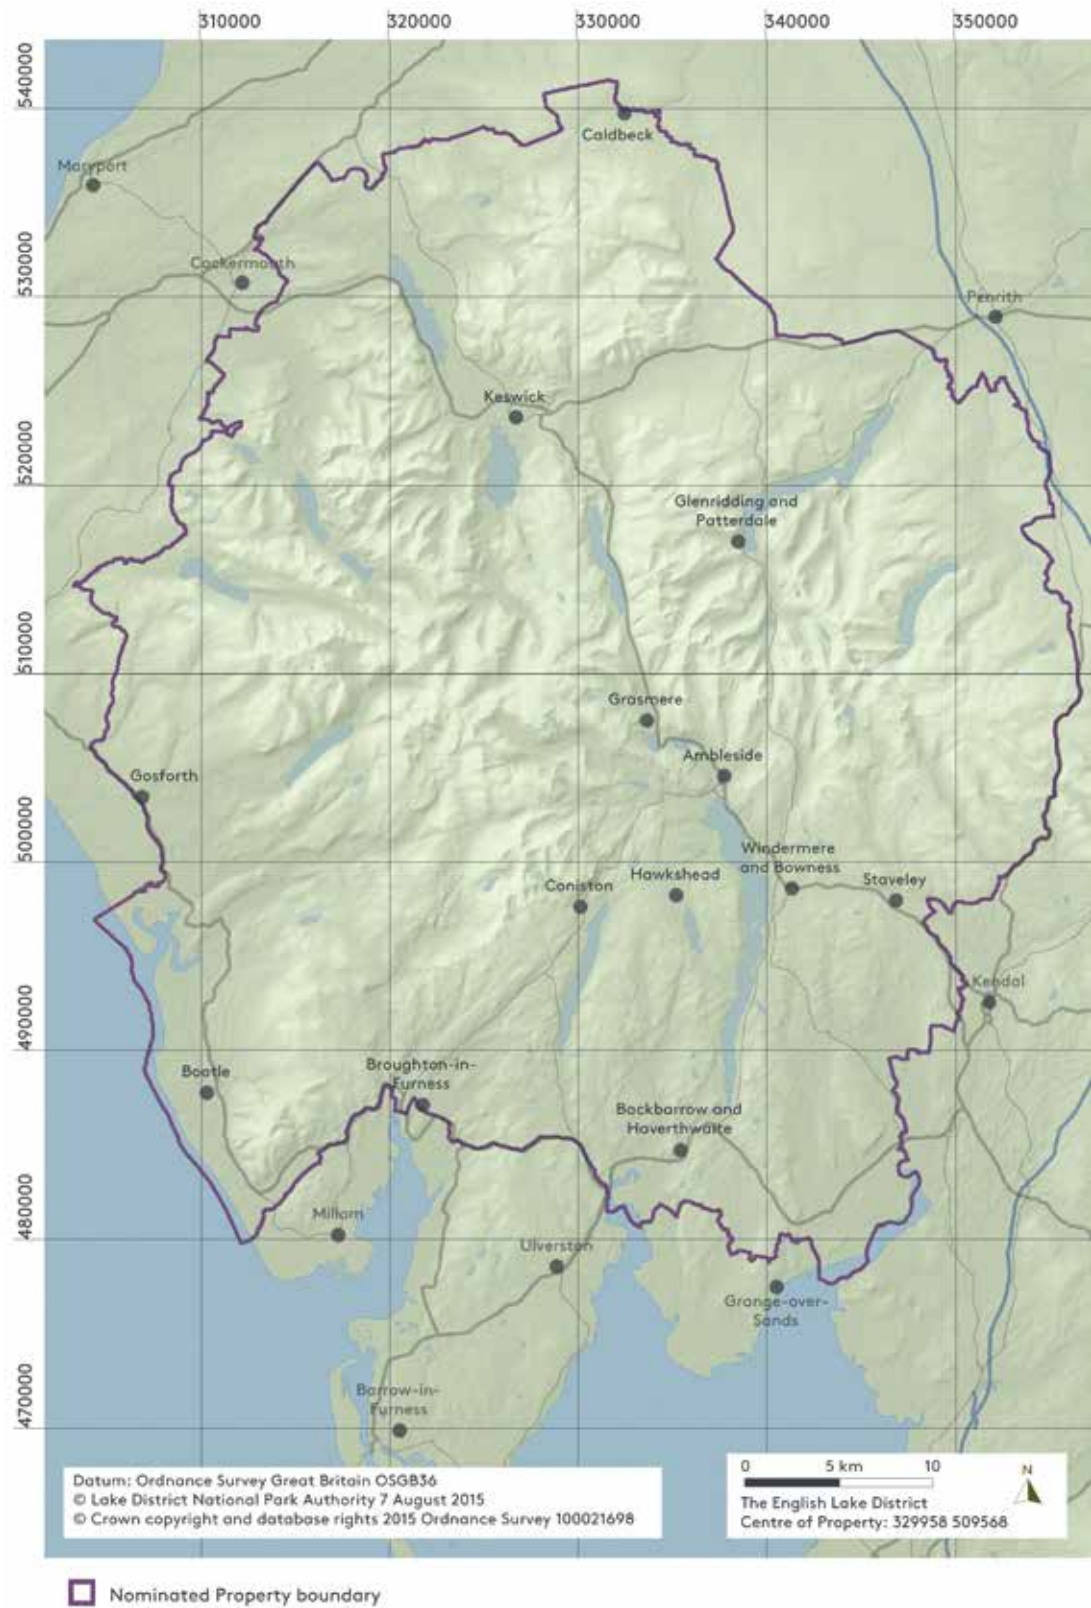 310000
320000
330000
340000
350000
540000
530000
520000
510000
500000
490000
480000
470000
Caldbeck
Maryport
Cockermouth
Penrith
Keswick
Glenridding and
Patterdale
Grasmere
Ambleside
Gosforth
Windermere
and Bowness
Hawkshead
Staveley
Coniston
Kendal
Bootle
Broughton-in-
Furness
Backbarrow and
Haverthwaite
Millom
Ulverston
Grange-over-
Sands
Barrow-in-
Furness
Datum: Ordnance Survey Great Britain OSGB36
© Lake District National Park Authority 7 August 2015
© Crown copyright and database rights 2015 Ordnance Survey 100021698
0 5 km 10
N
The English Lake District
Centre of Property: 329958 509568
Nominated Property boundary